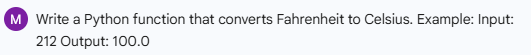 M Write a Python function that converts Fahrenheit to Celsius. Example: Input:
212 Output: 100.0